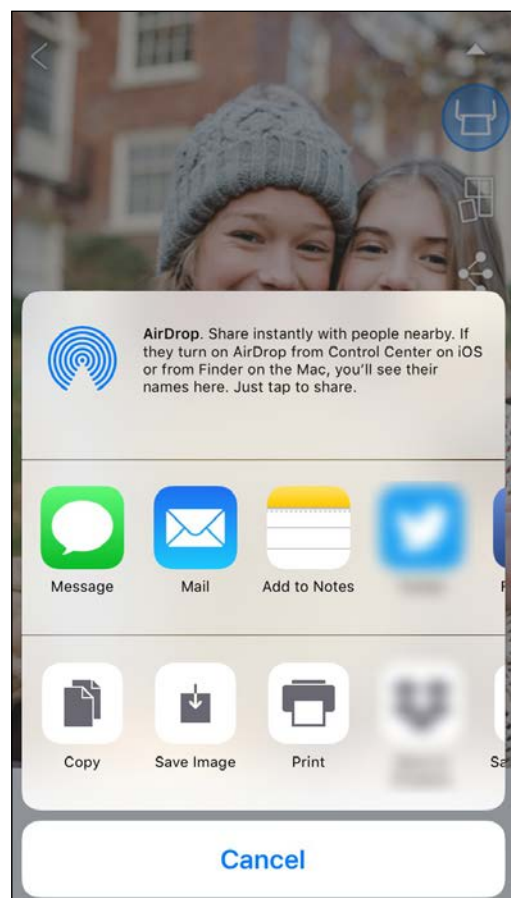 AirDrop. Share instantly with people nearby. If
they turn on AirDrop from Control Center on iOS
or from Finder on the Mac, you'll see their
names here. Just tap to share.
Message Mail Add to Notes
Copy Save Image Print
Cancel